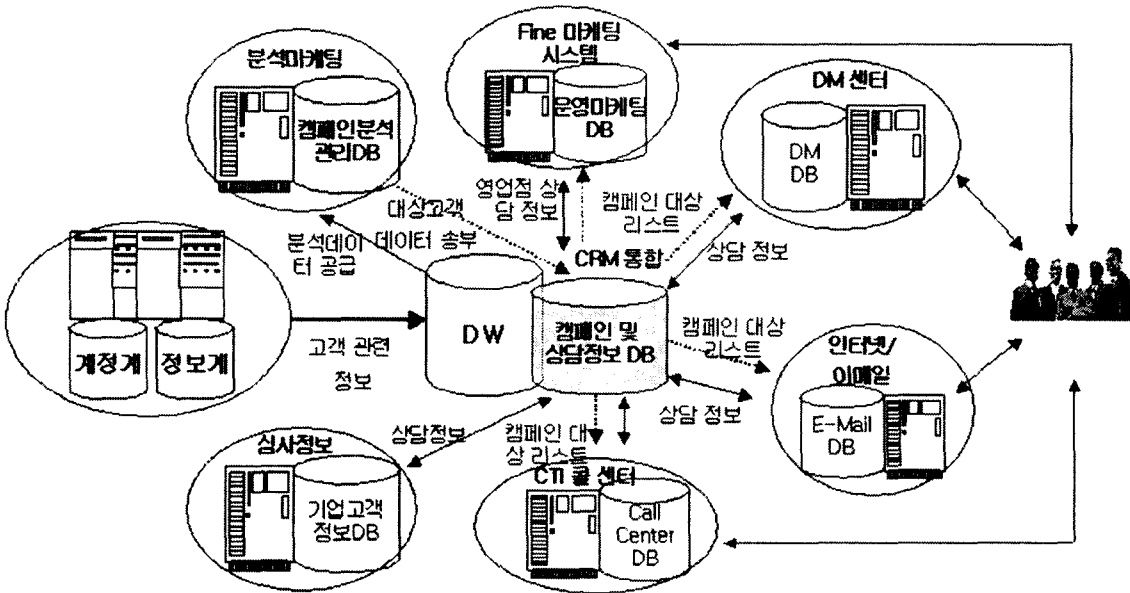 분석마케팅
캠페인분석
관리DB
Fine 마케팅
시스템
운영마케팅
DB
DM 센터
DM
DB
영업점 상
담 정보
캠페인 대상
리스트
대상고객
데이터 송부
분석데이
터 공급
CRM 통합
상담 정보
계정계
정보계
고객 관련
정보
DW
캠페인 및
상담정보 DB
캠페인 대상
리스트
인터넷/
이메일
E-Mail
DB
상담 정보
심사정보
기업고객
정보DB
상담정보
캠페인 대
상 리스트
CTI 콜 센터
Call
Center
DB